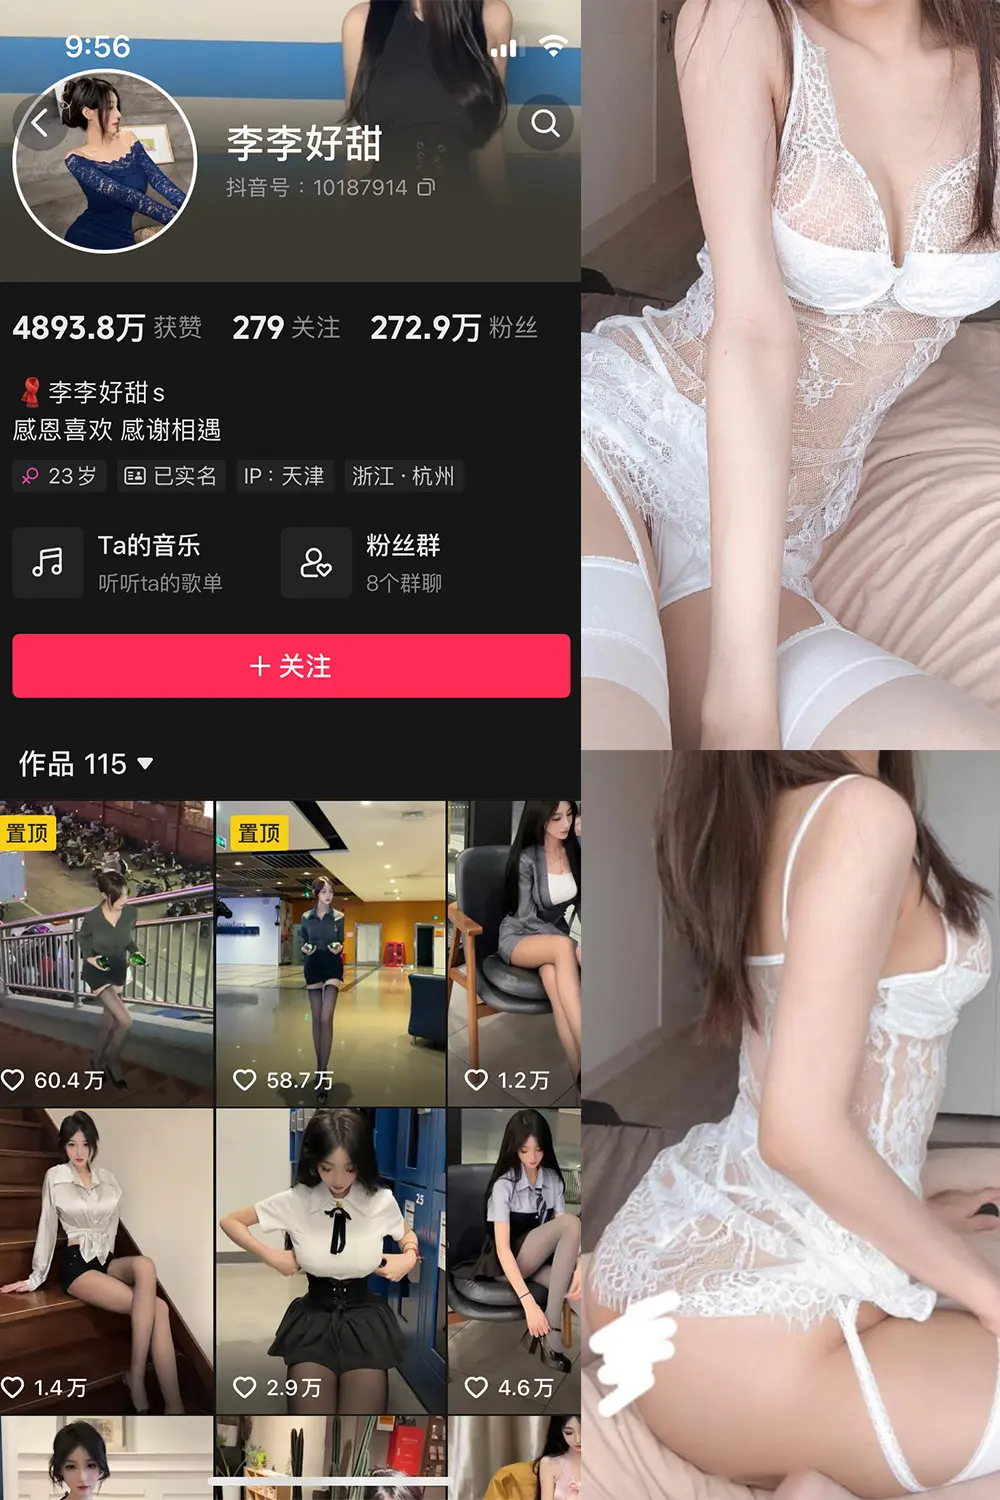 9:56
李李好甜
抖音号：10187914
4893.8万 获赞 279 关注 272.9万 粉丝
李李好甜s
感恩喜欢 感谢相遇
23岁 已实名 IP：天津 浙江·杭州
Ta的音乐
听听ta的歌单
粉丝群
8个群聊
＋关注
作品 115
置顶
置顶
60.4万
58.7万
1.2万
25
1.4万
2.9万
4.6万